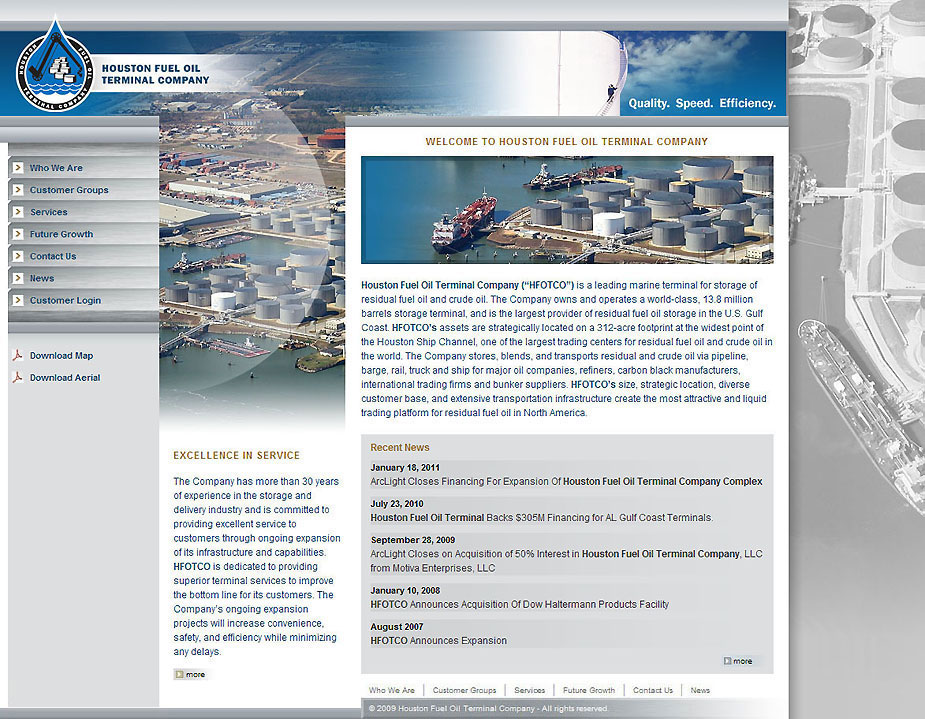 HOUSTON FUEL OIL
TERMINAL COMPANY
HOUSTON FUEL OIL
TERMINAL COMPANY
Quality. Speed. Efficiency.
Who We Are
Customer Groups
Services
Future Growth
Contact Us
News
Customer Login
Download Map
Download Aerial
EXCELLENCE IN SERVICE
The Company has more than 30 years
of experience in the storage and
delivery industry and is committed to
providing excellent service to
customers through ongoing expansion
of its infrastructure and capabilities.
HFOTCO is dedicated to providing
superior terminal services to improve
the bottom line for its customers. The
Company's ongoing expansion
projects will increase convenience,
safety, and efficiency while minimizing
any delays.
more
WELCOME TO HOUSTON FUEL OIL TERMINAL COMPANY
Houston Fuel Oil Terminal Company (“HFOTCO”) is a leading marine terminal for storage of
residual fuel oil and crude oil. The Company owns and operates a world-class, 13.8 million
barrels storage terminal, and is the largest provider of residual fuel oil storage in the U.S. Gulf
Coast. HFOTCO's assets are strategically located on a 312-acre footprint at the widest point of
the Houston Ship Channel, one of the largest trading centers for residual fuel oil and crude oil in
the world. The Company stores, blends, and transports residual and crude oil via pipeline,
barge, rail, truck and ship for major oil companies, refiners, carbon black manufacturers,
international trading firms and bunker suppliers. HFOTCO's size, strategic location, diverse
customer base, and extensive transportation infrastructure create the most attractive and liquid
trading platform for residual fuel oil in North America.
Recent News
January 18, 2011
ArcLight Closes Financing For Expansion Of Houston Fuel Oil Terminal Company Complex
July 23, 2010
Houston Fuel Oil Terminal Backs $305M Financing for AL Gulf Coast Terminals.
September 28, 2009
ArcLight Closes on Acquisition of 50% Interest in Houston Fuel Oil Terminal Company, LLC
from Motiva Enterprises, LLC
January 10, 2008
HFOTCO Announces Acquisition Of Dow Haltermann Products Facility
August 2007
HFOTCO Announces Expansion
more
Who We Are | Customer Groups | Services | Future Growth | Contact Us | News
© 2009 Houston Fuel Oil Terminal Company - All rights reserved.